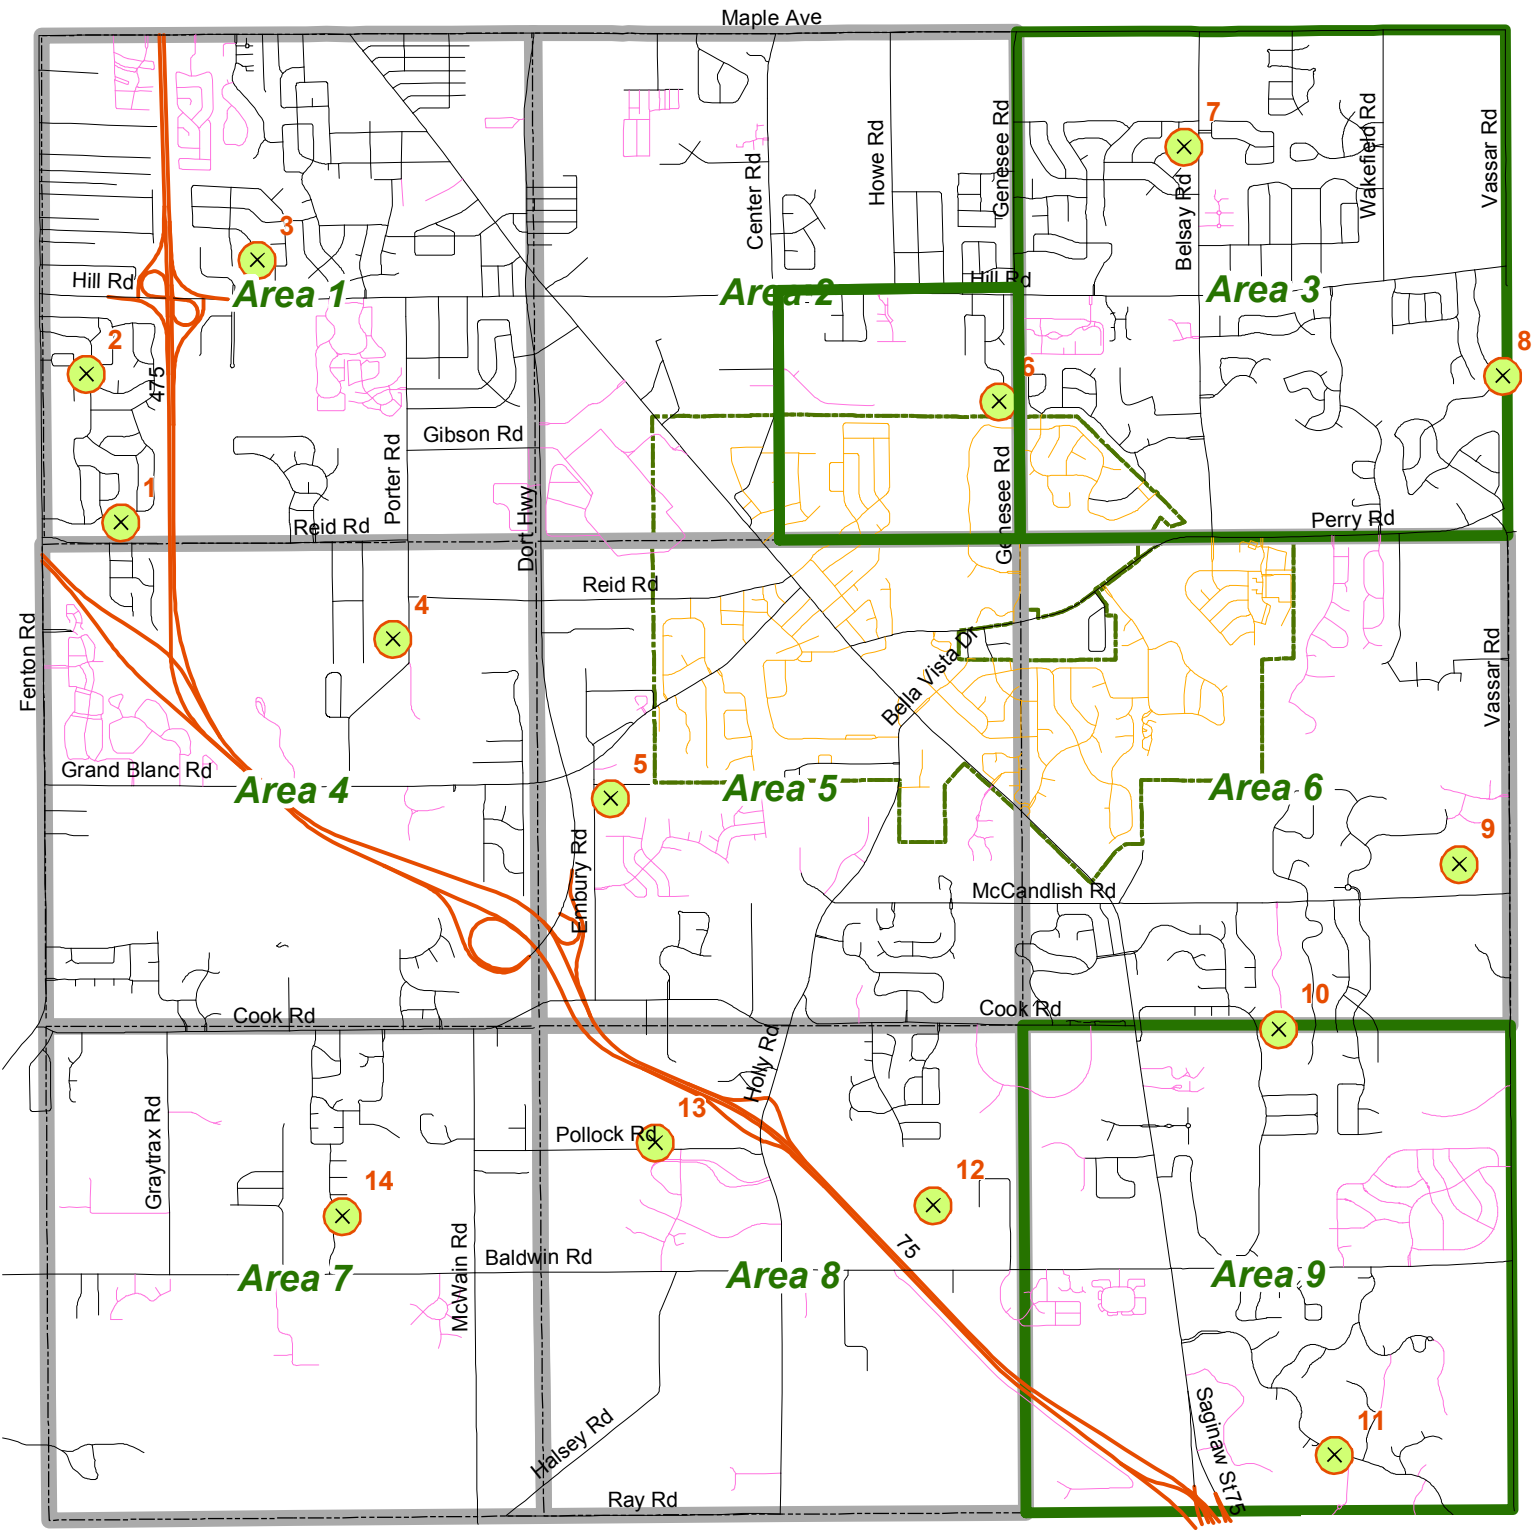 Maple Ave
Genesee Rd
7
Wakefield Rd
Vassar Rd
Howe Rd
Center Rd
Belsay Rd
3
Hill Rd
Area 1
Area 2
Hill Rd
Area 3
2
475
6
8
Gibson Rd
Porter Rd
1
Reid Rd
Dort Hwy
Genesee Rd
Perry Rd
Reid Rd
4
Fenton Rd
Bella Vista Dr
Vassar Rd
Grand Blanc Rd
Area 4
5
Area 5
Area 6
9
Embury Rd
McCandlish Rd
10
Cook Rd
Cook Rd
Holly Rd
13
Graytrax Rd
Pollock Rd
14
12
McWain Rd
Baldwin Rd
75
Area 7
Area 8
Area 9
Saginaw St
11
Halsey Rd
Ray Rd
75